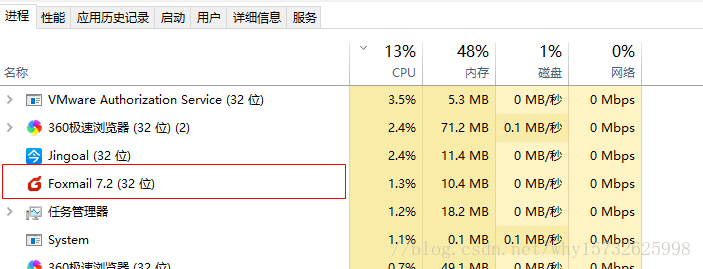 进程 性能 应用历史记录 启动 用户 详细信息 服务
13% 48% 1% 0%
名称 CPU 内存 磁盘 网络
VMware Authorization Service (32 位) 3.5% 5.3 MB 0 MB/秒 0 Mbps
360极速浏览器 (32 位) (2) 2.4% 71.2 MB 0.1 MB/秒 0 Mbps
Jingoal (32 位) 2.4% 11.4 MB 0 MB/秒 0 Mbps
Foxmail 7.2 (32 位) 1.3% 10.4 MB 0 MB/秒 0 Mbps
任务管理器 1.2% 18.2 MB 0 MB/秒 0 Mbps
System 1.1% 0.1 MB 0.1 MB/秒 0 Mbps
360极速浏览器 (32 位) 0.7% 49.1 MB 0 MB/秒 0 Mbps
//blog.csdn.net/why15732625998